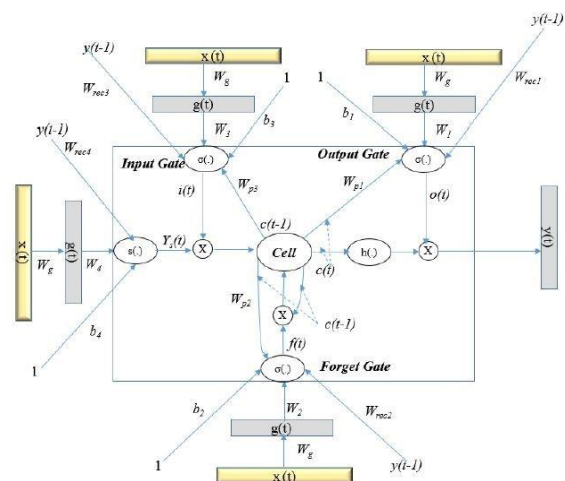 y(t-1)
y(t-1)
x(t)
x(t)
W_g
1
1
W_g
W_rec3
W_rec1
g(t)
g(t)
b_3
b_1
y(t-1)
W_3
W_1
Input Gate
σ(.)
Output Gate
σ(.)
W_rec4
W_p3
W_p1
i(t)
o(t)
c(t-1)
x(t)
g(t)
s(.)
Y_i(t)
X
Cell
h(.)
X
y(t)
W_g
W_4
c(t)
W_p2
X
c(t-1)
b_4
f(t)
1
σ(.)
Forget Gate
b_2
W_2
W_rec2
g(t)
W_g
1
y(t-1)
x(t)